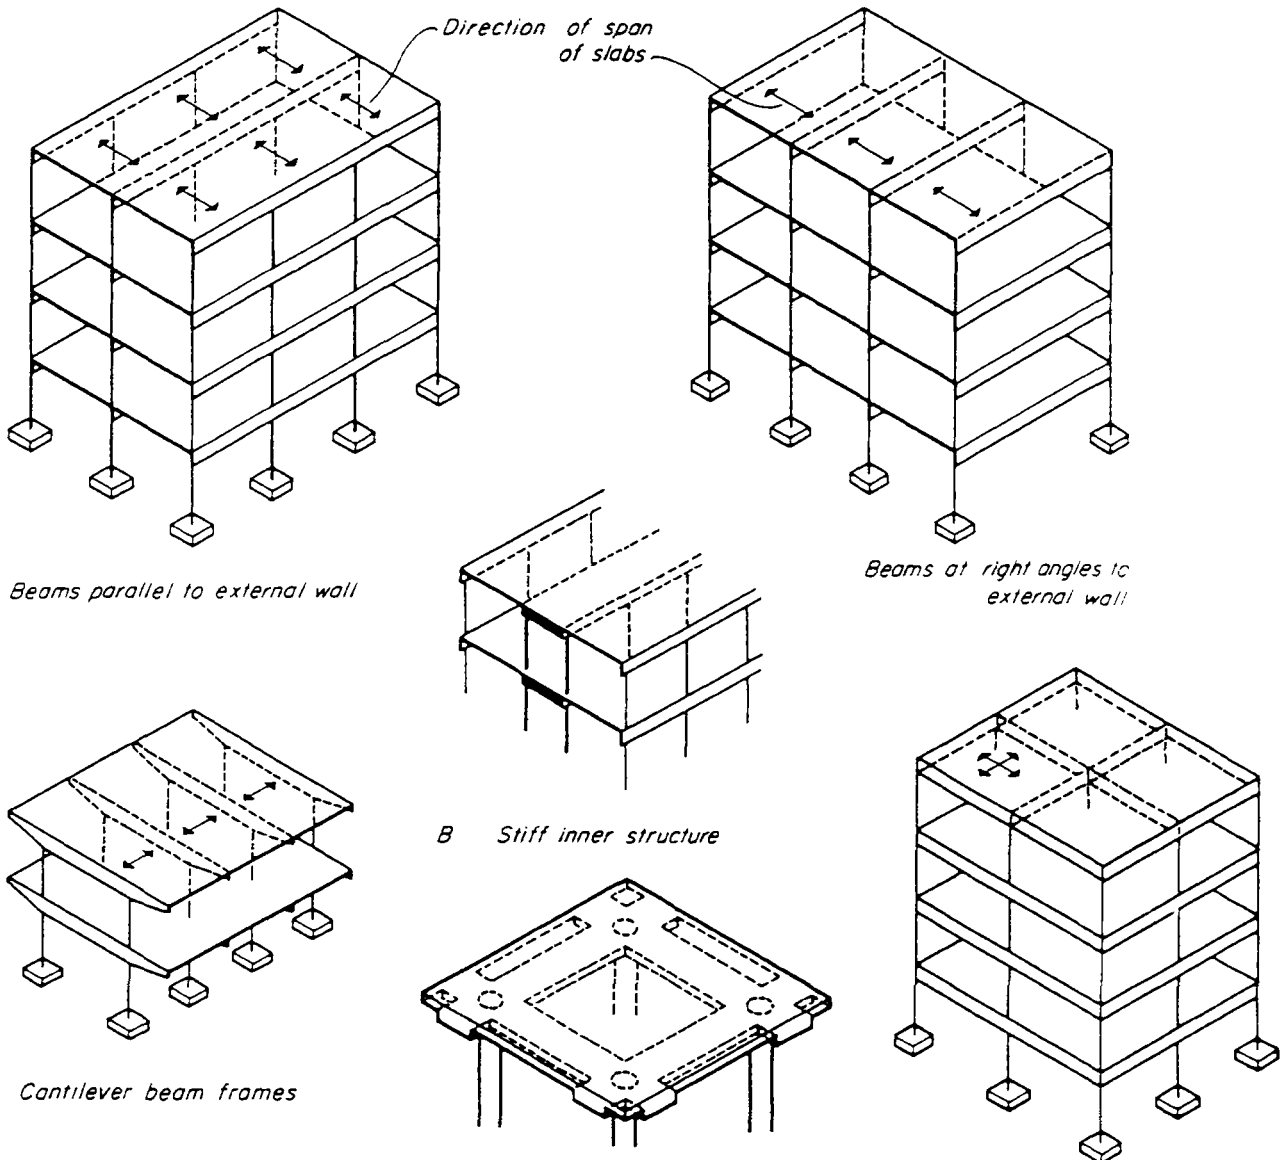 Direction of span
of slabs
Beams parallel to external wall
Beams at right angles to
external wall
B Stiff inner structure
Cantilever beam frames